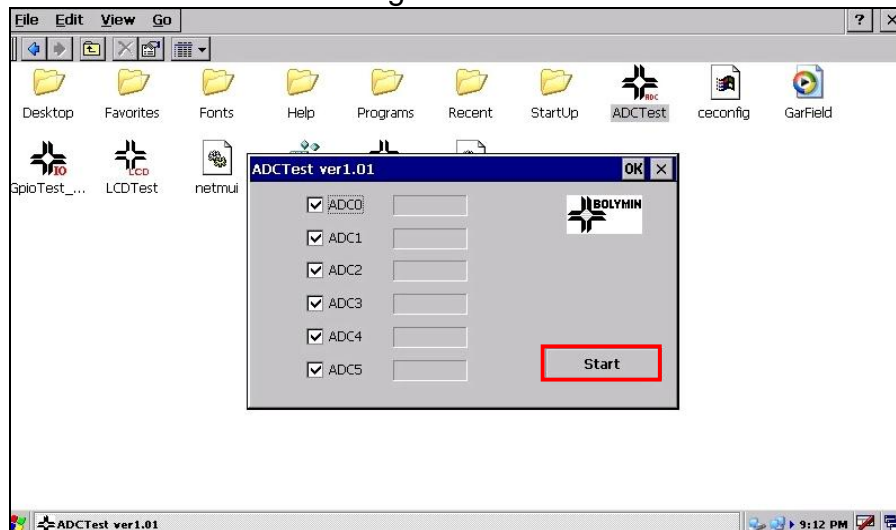 File Edit View Go ? X
Desktop Favorites Fonts Help Programs Recent StartUp ADCTest ceconfig GarField
GpioTest_... LCDTest netmui
ADCTest ver1.01 OK ×
ADC0
BOLYMIN
ADC1
ADC2
ADC3
ADC4
Start
ADC5
ADCTest ver1.01 9:12 PM